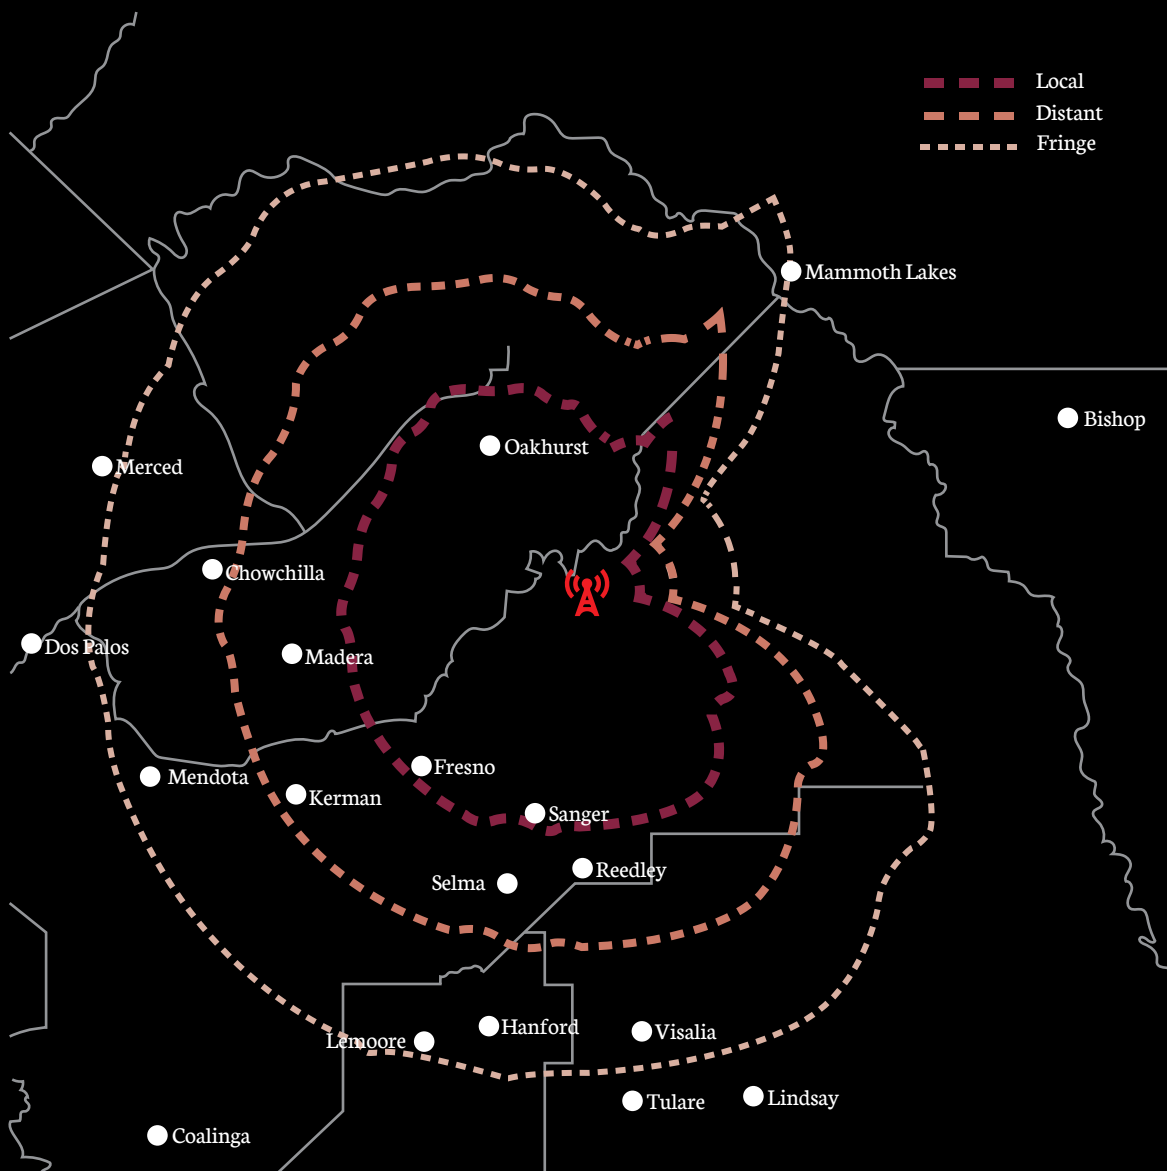 Local
Distant
Fringe
Mammoth Lakes
Bishop
Oakhurst
Merced
Chowchilla
Dos Palos
Madera
Fresno
Mendota
Kerman
Sanger
Reedley
Selma
Hanford
Visalia
Lemoore
Tulare
Lindsay
Coalinga